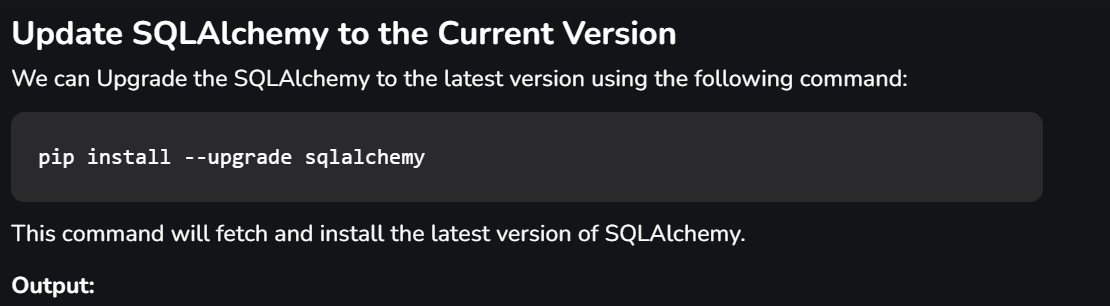 Update SQLAlchemy to the Current Version
We can Upgrade the SQLAlchemy to the latest version using the following command:
pip install --upgrade sqlalchemy
This command will fetch and install the latest version of SQLAlchemy.
Output: